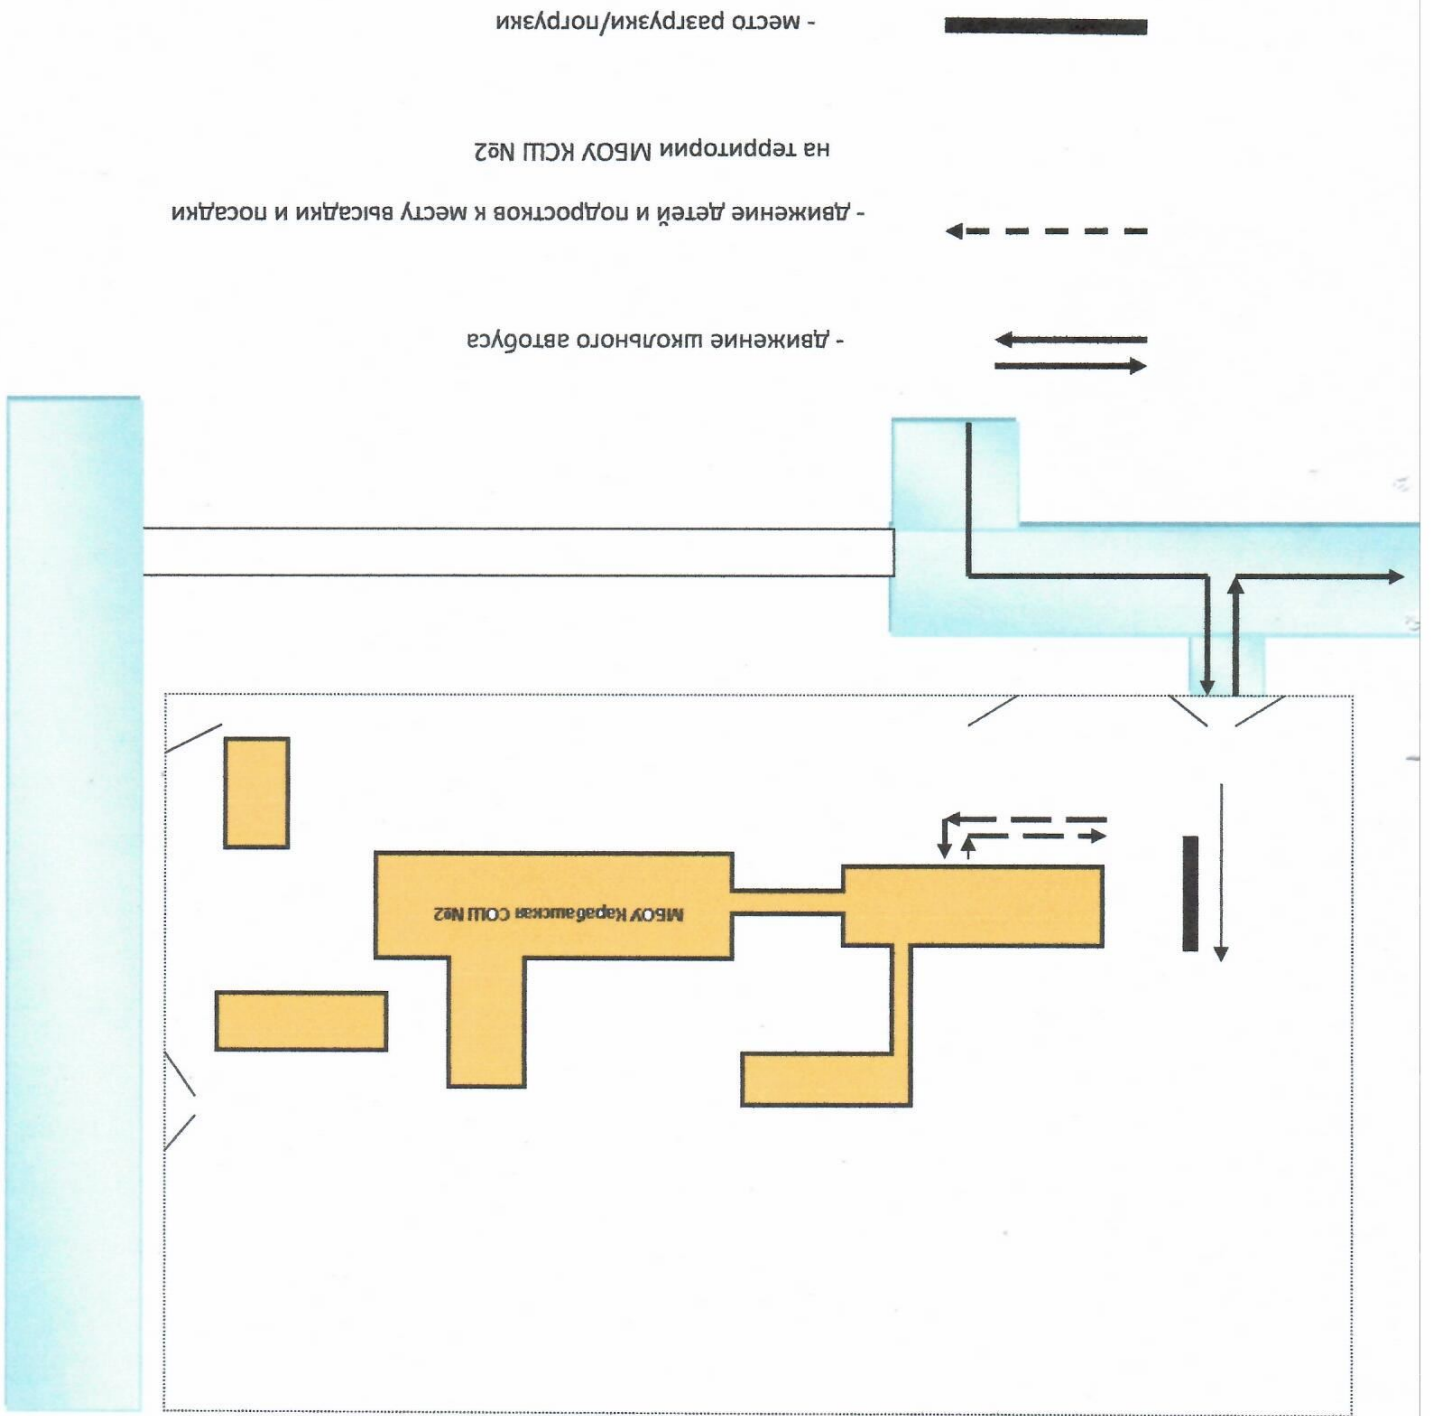 МБОУ Карабашская СОШ №2
- движение школьного автобуса
- движение детей и подростков к месту высадки и посадки
на территории МБОУ КСШ №2
- место разгрузки/погрузки